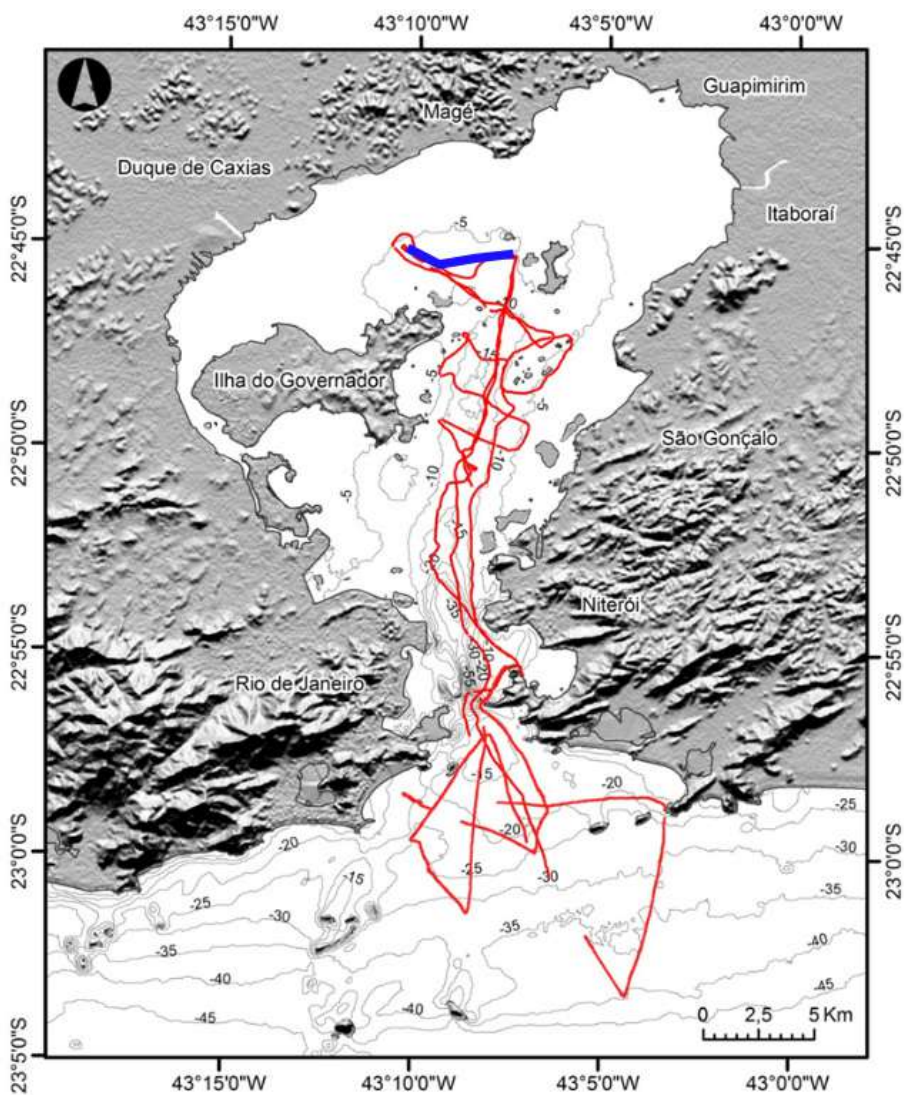 43°15'0"W 43°10'0"W 43°5'0"W 43°0'0"W
Guapimirim
Magé
Duque de Caxias
Itaboraí
22°45'0"S 22°45'0"S
-5
-10
-14
Ilha do Governador
-5
-5
São Gonçalo
22°50'0"S 22°50'0"S
-10
-10
-5
-15
-35
Niterói
-10
-30
-20
22°55'0"S 22°55'0"S
-55
Rio de Janeiro
-15
-20
-25
-20
-20
-30
23°0'0"S 23°0'0"S
-15
-25
-30
-25
-35
-30
-35
-35
-40
-40
-45
-40
-45
0 2,5 5 Km
23°5'0"S 23°5'0"S
43°15'0"W 43°10'0"W 43°5'0"W 43°0'0"W